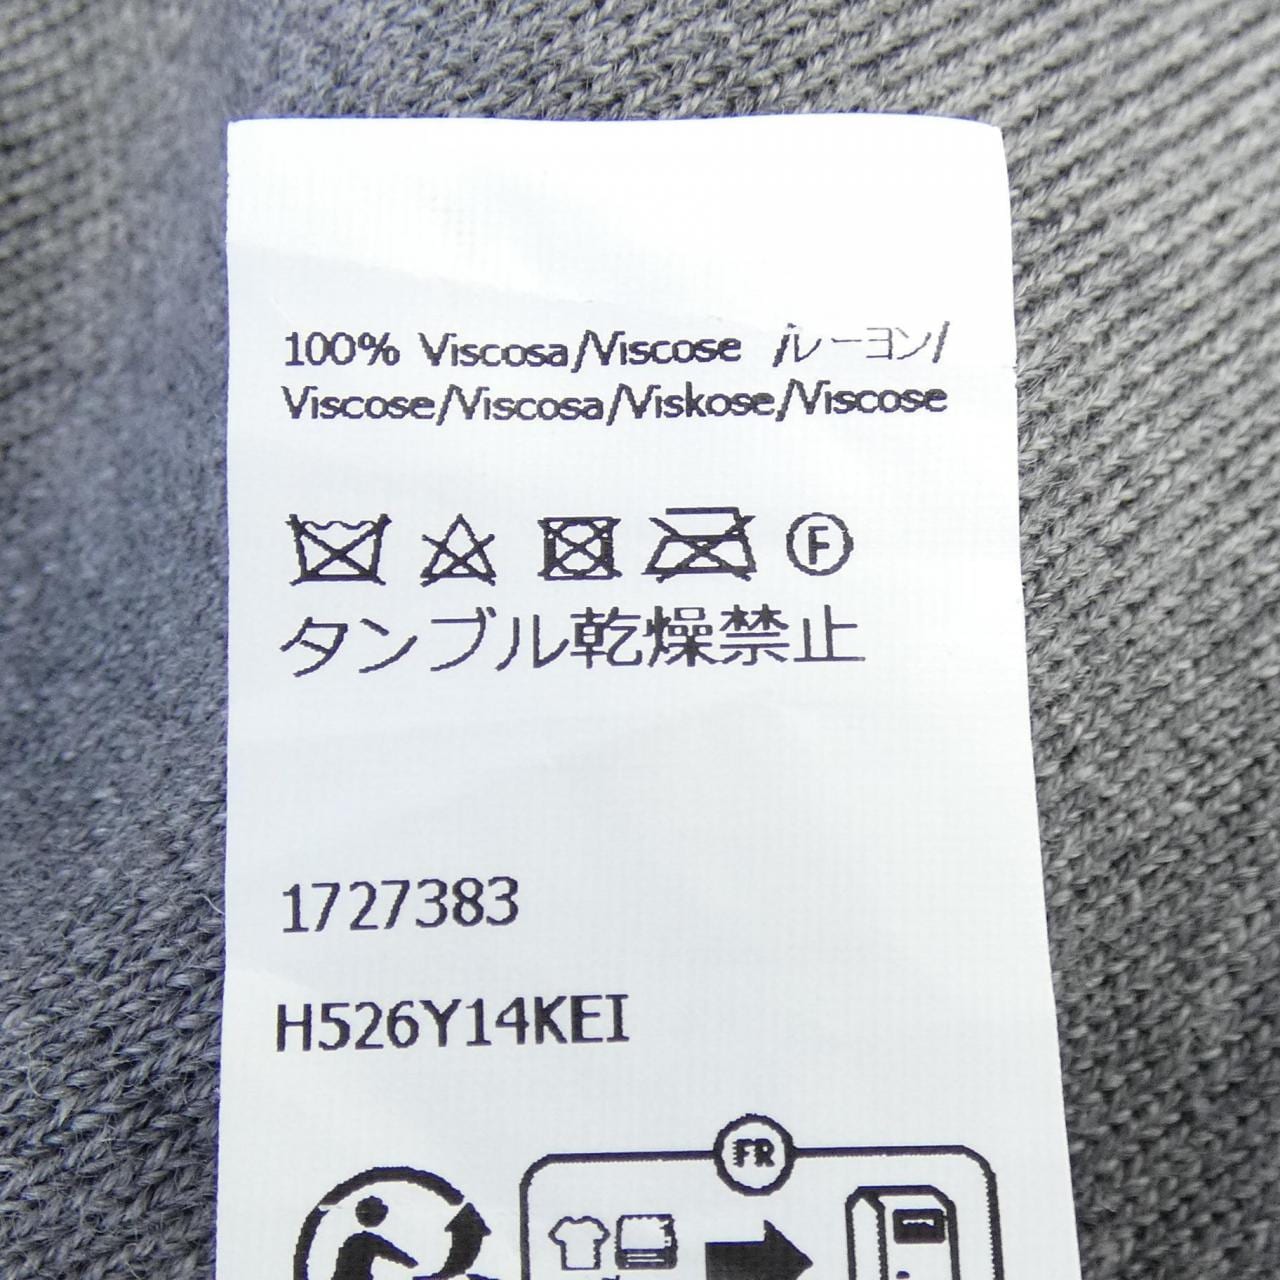 100% Viscosa/Viscose /レーヨン/
Viscose/Viscosa/Viskose/Viscose
F
タンブル乾燥禁止
1727383
H526Y14KEI
FR